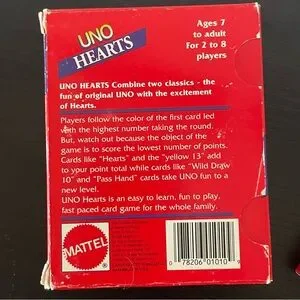 UNO
HEARTS
Ages 7
to adult
For 2 to 8
players
UNO HEARTS Combine two classics - the
fun of original UNO with the excitement
of Hearts.
Players follow the color of the first card led
with the highest number taking the round.
But, watch out because the object of the
game is to score the lowest number of points.
Cards like "Hearts" and the "yellow 13" add
to your point total while cards like "Wild Draw
10" and "Pass Hand" cards take UNO fun to a
new level.
UNO Hearts is an easy to learn. fun to play.
fast paced card game for the whole family.
MATTEL
0 78206 01010 9